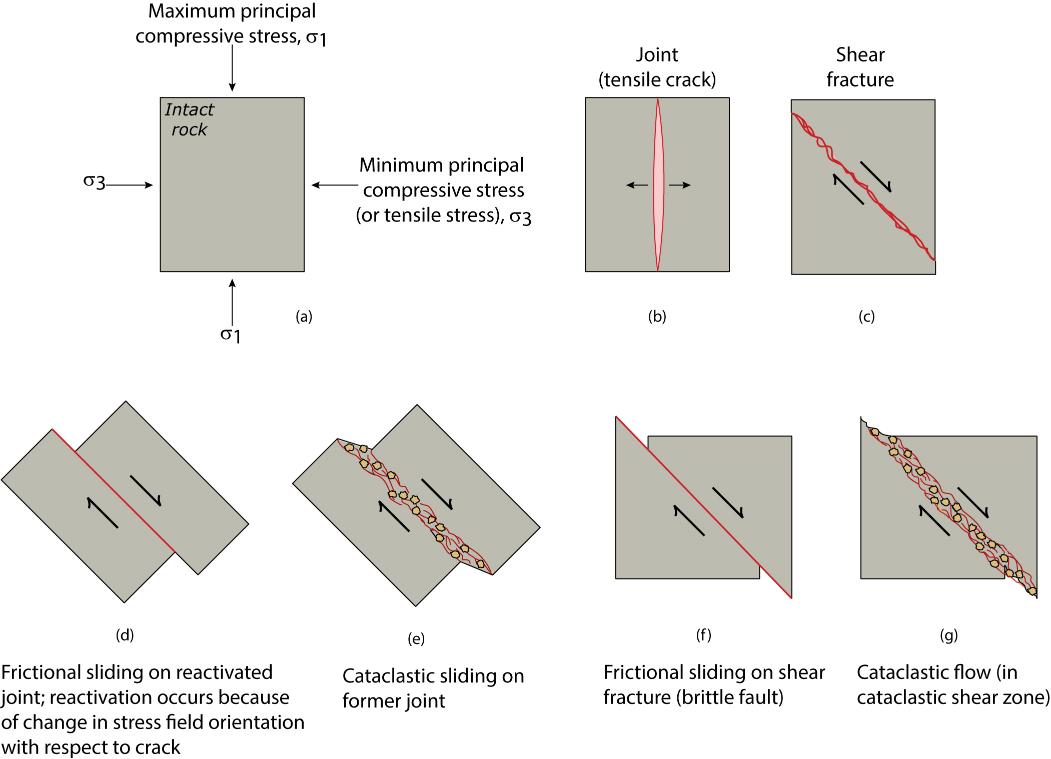 Maximum principal
compressive stress, σ1
Intact
rock
σ3
Minimum principal
compressive stress
(or tensile stress), σ3
σ1
(a)
Joint
(tensile crack)
(b)
Shear
fracture
(c)
(d)
Frictional sliding on reactivated
joint; reactivation occurs because
of change in stress field orientation
with respect to crack
(e)
Cataclastic sliding on
former joint
(f)
Frictional sliding on shear
fracture (brittle fault)
(g)
Cataclastic flow (in
cataclastic shear zone)